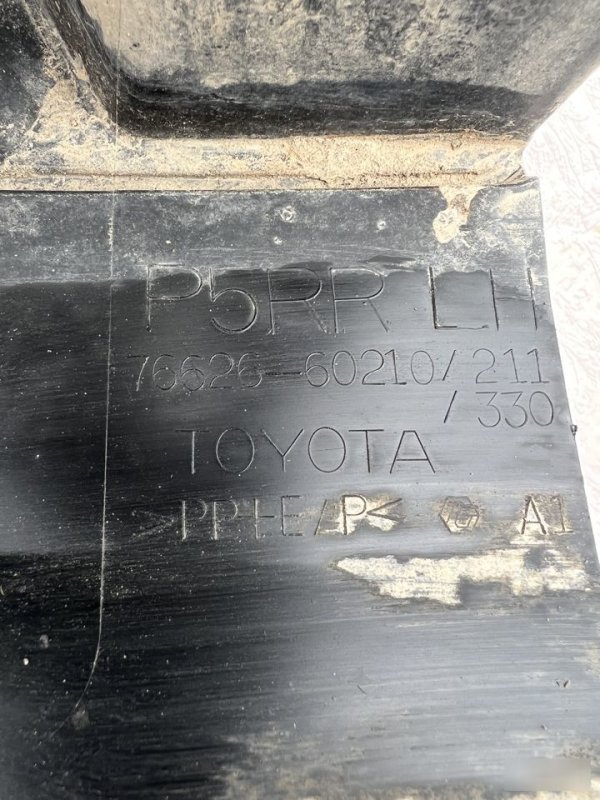 P5RR LH
76626-60210/211
/330
TOYOTA
>PP+E/P< A1